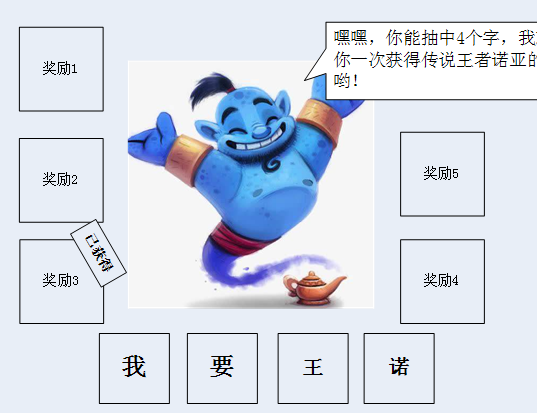 嘿嘿，你能抽中4个字，我
你一次获得传说王者诺亚的
哟！
奖励1
奖励2
奖励5
已获得
奖励3
奖励4
我 要 王 诺